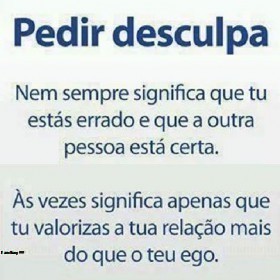 Pedir desculpa
Nem sempre significa que tu
estás errado e que a outra
pessoa está certa.
Às vezes significa apenas que
tu valorizas a tua relação mais
do que o teu ego.